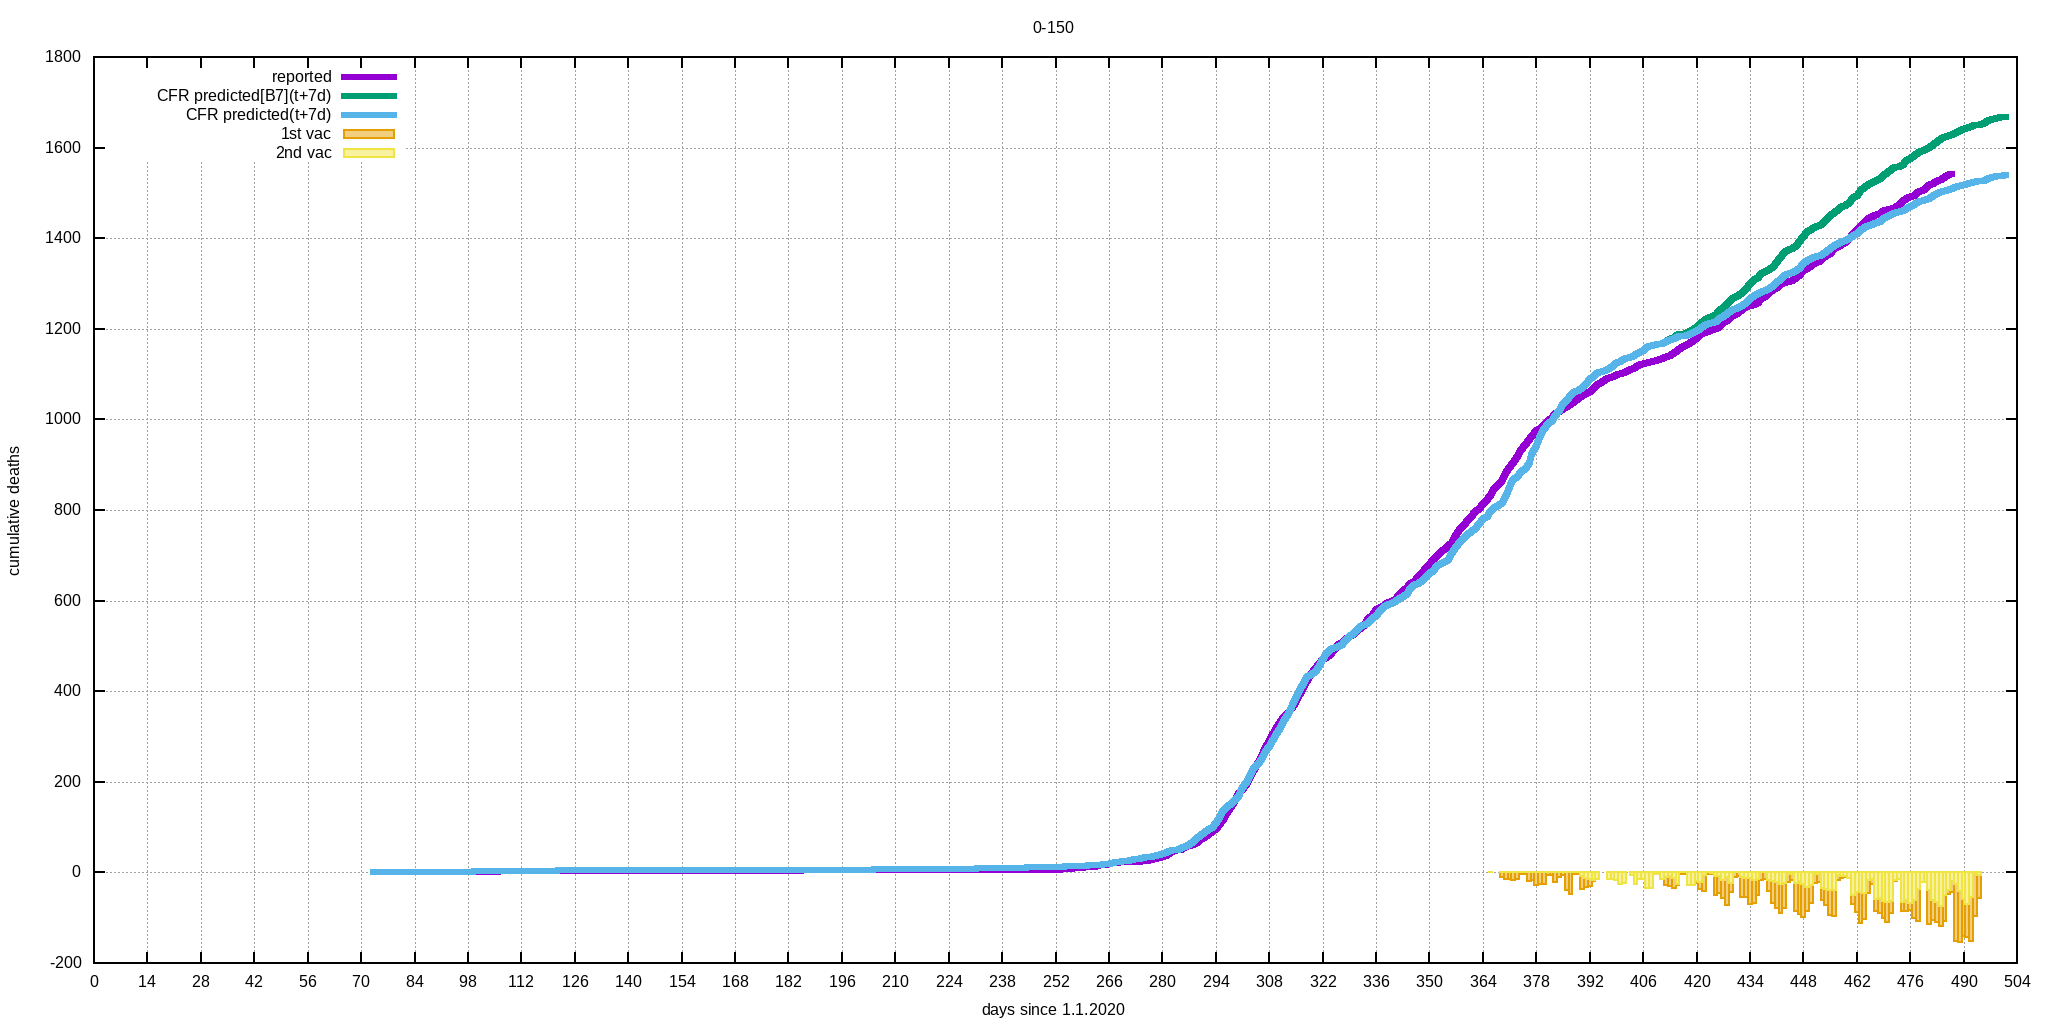 0-150
1800
1600
1400
1200
1000
800
600
400
200
0
-200
cumulative deaths
reported
CFR predicted[B7](t+7d)
CFR predicted(t+7d)
1st vac
2nd vac
0 14 28 42 56 70 84 98 112 126 140 154 168 182 196 210 224 238 252 266 280 294 308 322 336 350 364 378 392 406 420 434 448 462 476 490 504
days since 1.1.2020